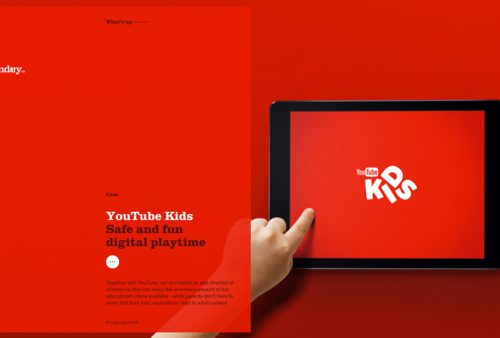 What's up
ndæy..
Case
YouTube Kids
Safe and fun
digital playtime
Together with YouTube, we've created an app directed at
children so they can enjoy the enormous amount of fun,
educational videos available – while parents don't have to
worry that their kids' explorations lead to adult content.
© Copyright 2015
YouTube
KIDS